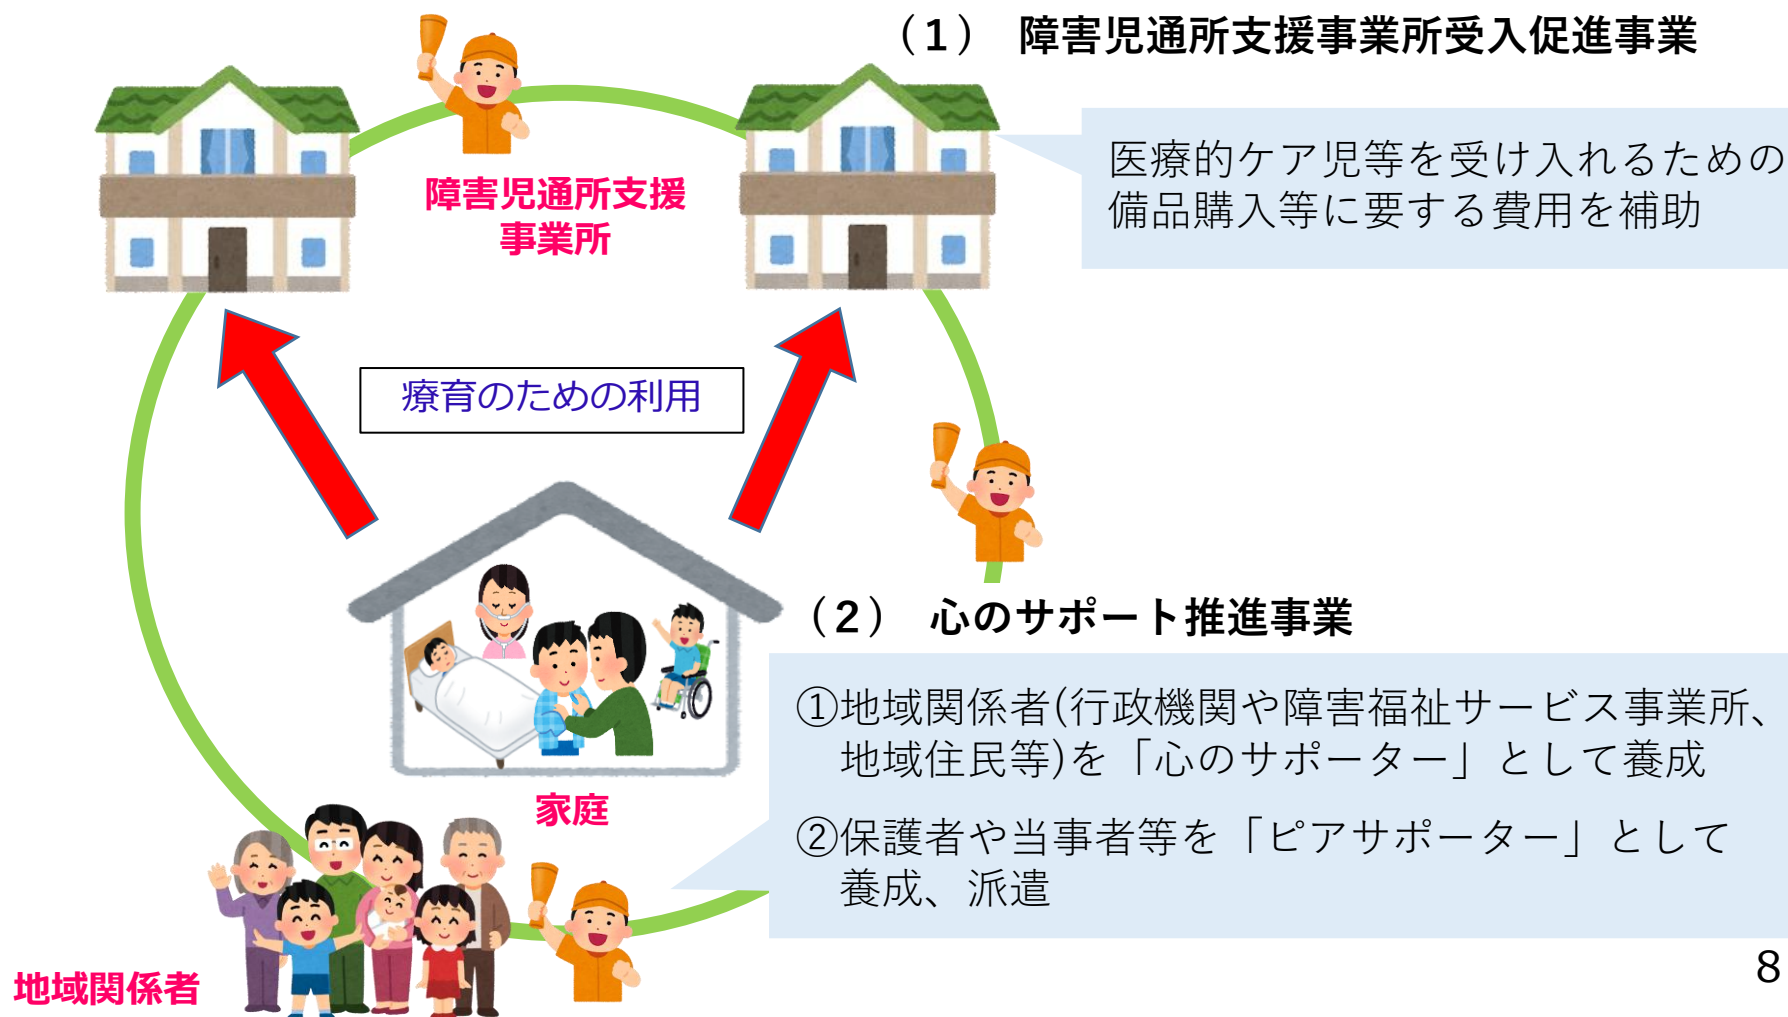 （1）　障害児通所支援事業所受入促進事業
医療的ケア児等を受け入れるための
備品購入等に要する費用を補助
障害児通所支援
事業所
療育のための利用
（2）　心のサポート推進事業
①地域関係者(行政機関や障害福祉サービス事業所、
地域住民等)を「心のサポーター」として養成
②保護者や当事者等を「ピアサポーター」として
養成、派遣
家庭
地域関係者
8